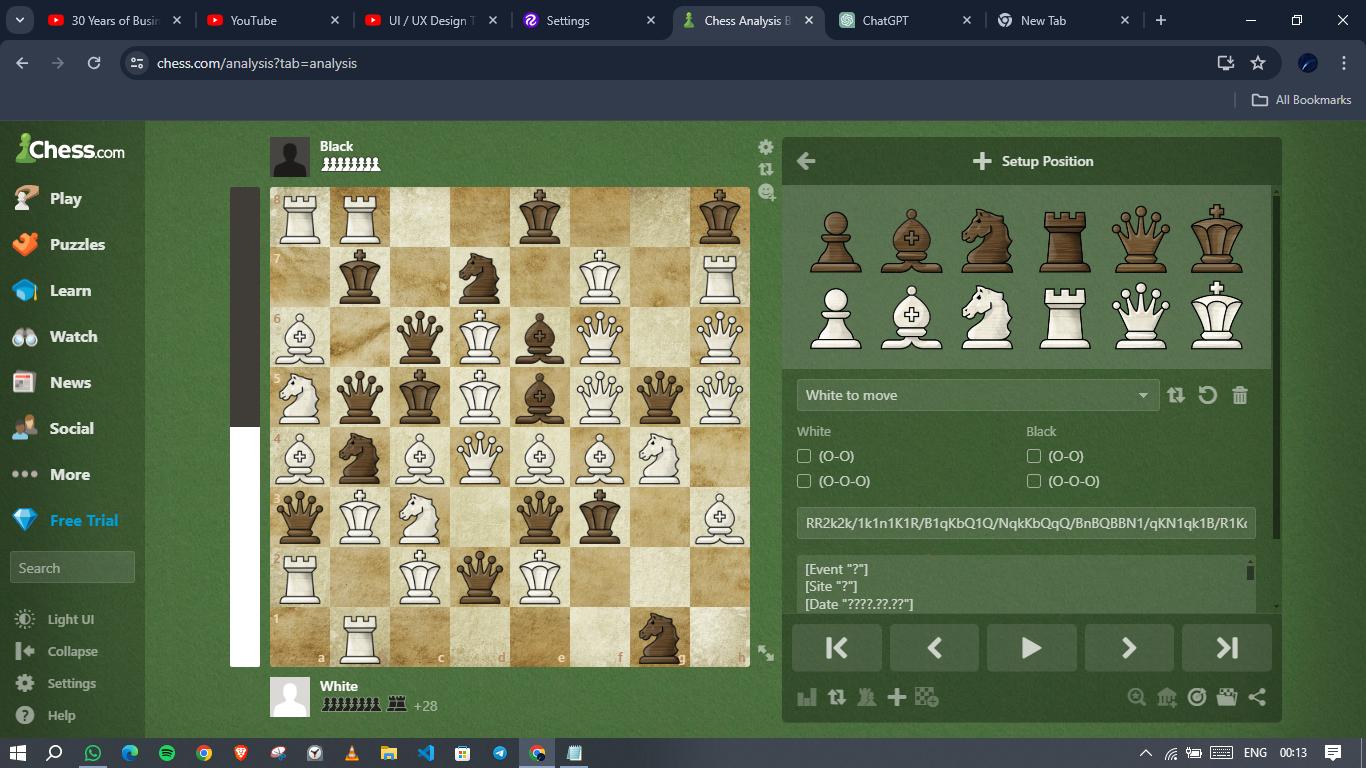 30 Years of Busin
YouTube
UI / UX Design T
Settings
Chess Analysis B
ChatGPT
New Tab
chess.com/analysis?tab=analysis
All Bookmarks
Chess.com
Play
Puzzles
Learn
Watch
News
Social
More
Free Trial
Search
Light UI
Collapse
Settings
Help
Black
8
7
6
5
4
3
2
1
a
c
d
e
f
g
h
White
+28
Setup Position
White to move
White
Black
(O-O)
(O-O)
(O-O-O)
(O-O-O)
RR2k2k/1k1n1K1R/B1qKbQ1Q/NqkKbQqQ/BnBQBBN1/qKN1qk1B/R1Kq
[Event "?"]
[Site "?"]
[Date "????.??.??"]
ENG
00:13